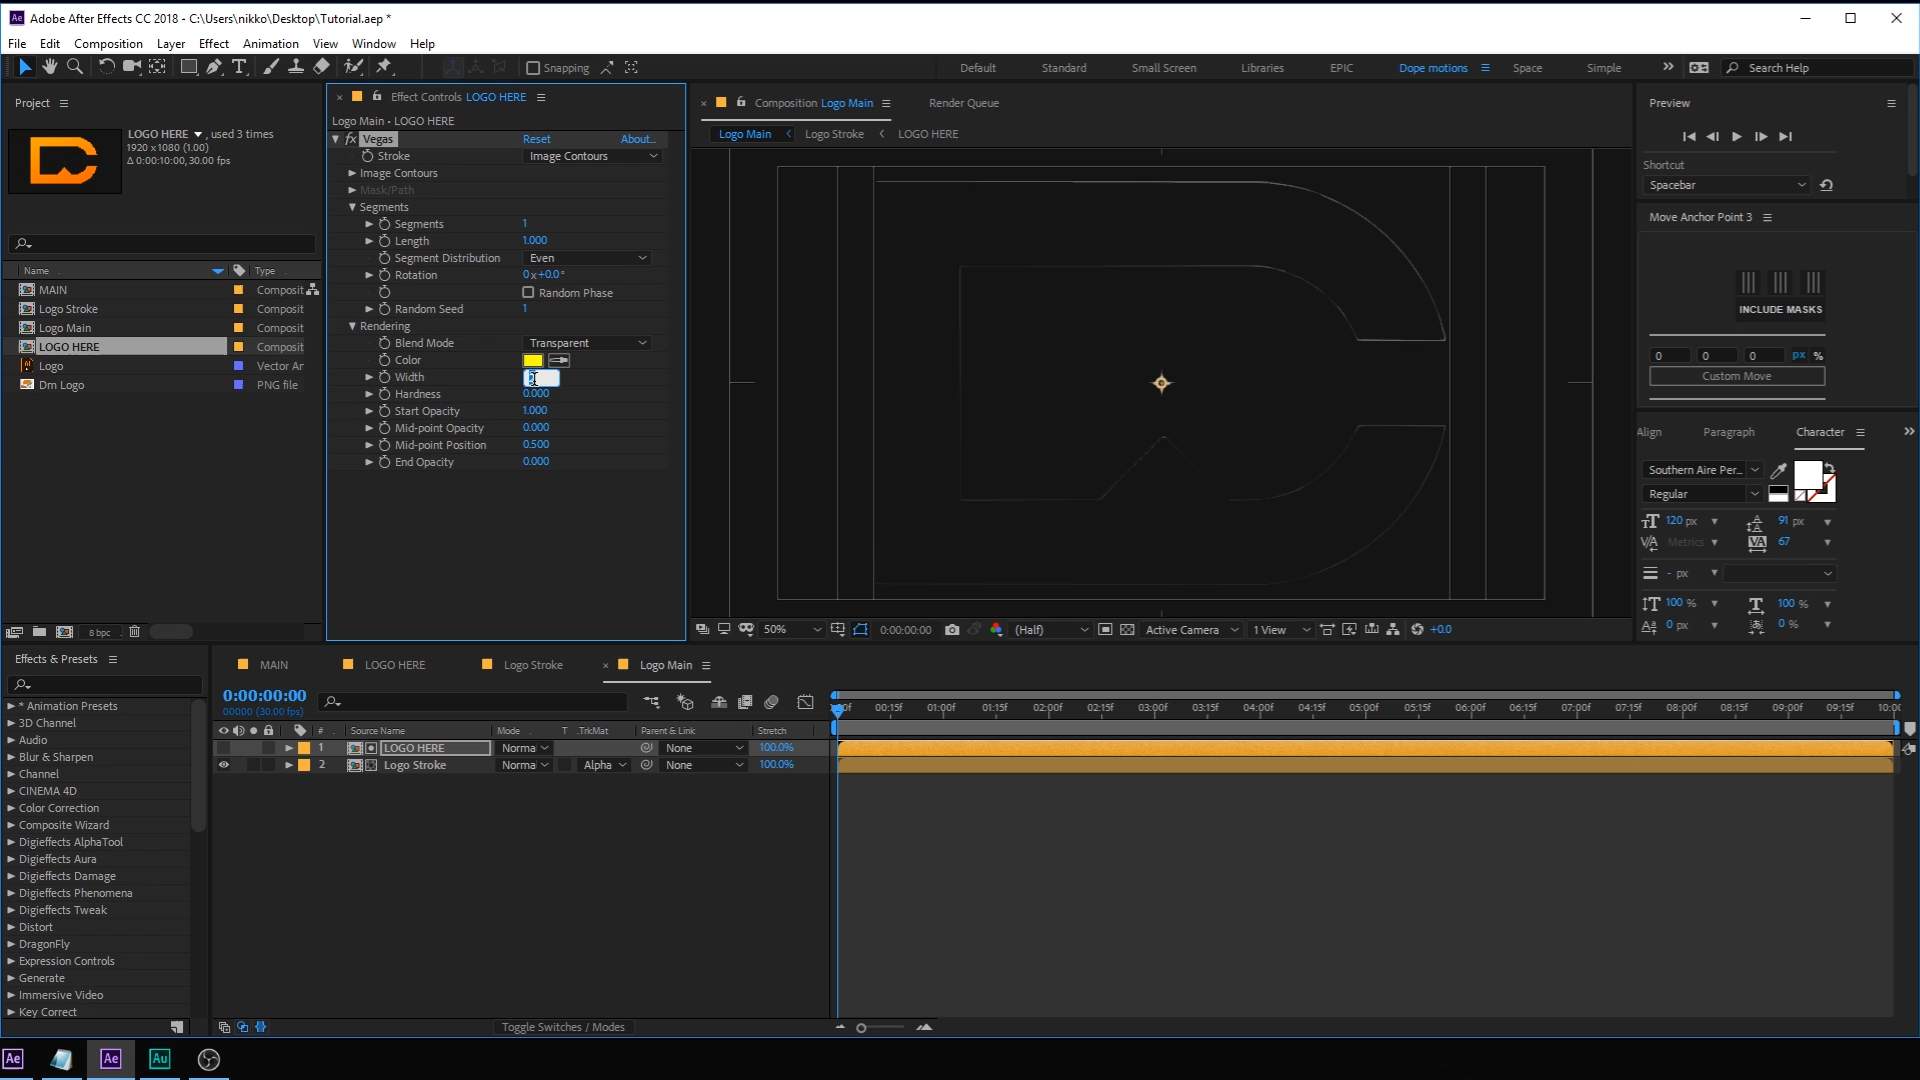 Adobe After Effects CC 2018 - C:\Users\nikko\Desktop\Tutorial.aep *
File Edit Composition Layer Effect Animation View Window Help
Snapping
Default Standard Small Screen Libraries EPIC Dope motions Space Simple Search Help
Project
LOGO HERE , used 3 times
1920 x 1080 (1.00)
Δ 0:00:10:00, 30.00 fps
Name Type
MAIN Composit
Logo Stroke Composit
Logo Main Composit
LOGO HERE Composit
Logo Vector Ar
Dm Logo PNG file
8 bpc
Effect Controls LOGO HERE
Logo Main • LOGO HERE
fx Vegas Reset About...
Stroke Image Contours
Image Contours
Mask/Path
Segments
Segments 1
Length 1.000
Segment Distribution Even
Rotation 0x+0.0°
Random Phase
Random Seed 1
Rendering
Blend Mode Transparent
Color
Width
Hardness 0.000
Start Opacity 1.000
Mid-point Opacity 0.000
Mid-point Position 0.500
End Opacity 0.000
Composition Logo Main Render Queue
Logo Main Logo Stroke LOGO HERE
50% 0:00:00:00 (Half) Active Camera 1 View +0.0
Preview
Shortcut
Spacebar
Move Anchor Point 3
INCLUDE MASKS
0 0 0 px %
Custom Move
Align Paragraph Character
Southern Aire Per...
Regular
120 px 91 px
Metrics 67
- px
100 % 100 %
0 px 0 %
Effects & Presets
* Animation Presets
3D Channel
Audio
Blur & Sharpen
Channel
CINEMA 4D
Color Correction
Composite Wizard
Digieffects AlphaTool
Digieffects Aura
Digieffects Damage
Digieffects Phenomena
Digieffects Tweak
Distort
DragonFly
Expression Controls
Generate
Immersive Video
Key Correct
MAIN LOGO HERE Logo Stroke Logo Main
0:00:00:00
00000 (30.00 fps)
00:15f 01:00f 01:15f 02:00f 02:15f 03:00f 03:15f 04:00f 04:15f 05:00f 05:15f 06:00f 06:15f 07:00f 07:15f 08:00f 08:15f 09:00f 09:15f
# Source Name Mode T .TrkMat Parent & Link Stretch
1 LOGO HERE Norma None 100.0%
2 Logo Stroke Norma Alpha None 100.0%
Toggle Switches / Modes
Ae Ae Au